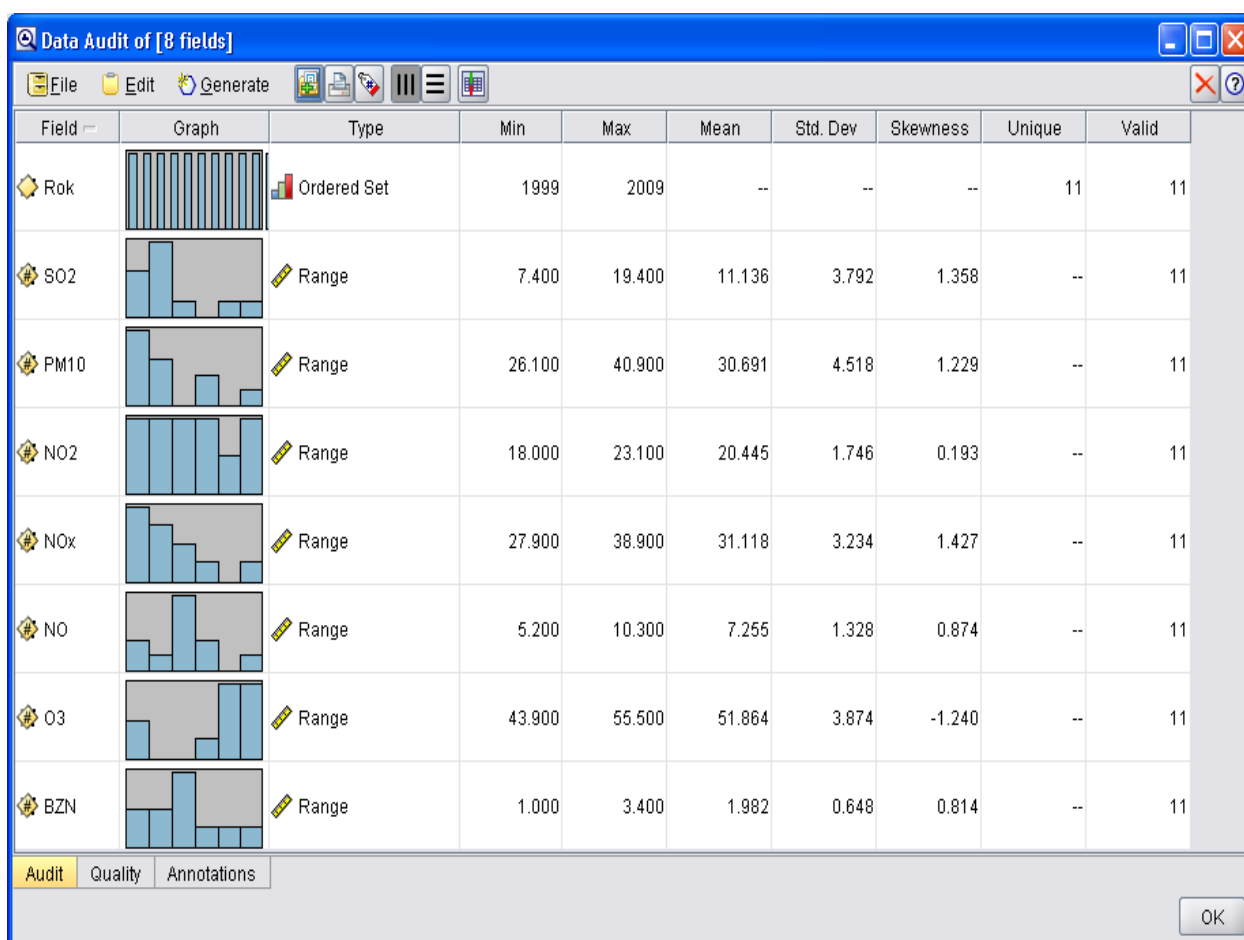 Data Audit of [8 fields]
File Edit Generate
Field Graph Type Min Max Mean Std. Dev Skewness Unique Valid
Rok Ordered Set 1999 2009 -- -- -- 11 11
SO2 Range 7.400 19.400 11.136 3.792 1.358 -- 11
PM10 Range 26.100 40.900 30.691 4.518 1.229 -- 11
NO2 Range 18.000 23.100 20.445 1.746 0.193 -- 11
NOx Range 27.900 38.900 31.118 3.234 1.427 -- 11
NO Range 5.200 10.300 7.255 1.328 0.874 -- 11
O3 Range 43.900 55.500 51.864 3.874 -1.240 -- 11
BZN Range 1.000 3.400 1.982 0.648 0.814 -- 11
Audit Quality Annotations
OK